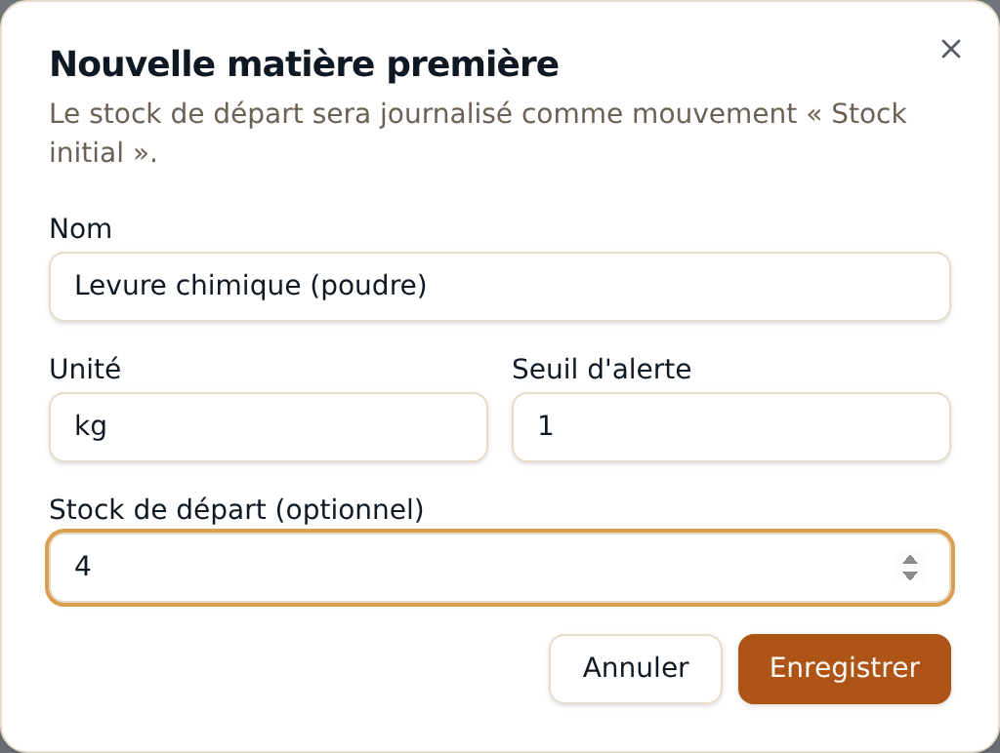 Nouvelle matière première
Le stock de départ sera journalisé comme mouvement « Stock
initial ».
Nom
Levure chimique (poudre)
Unité
Seuil d'alerte
kg
1
Stock de départ (optionnel)
4
Annuler
Enregistrer